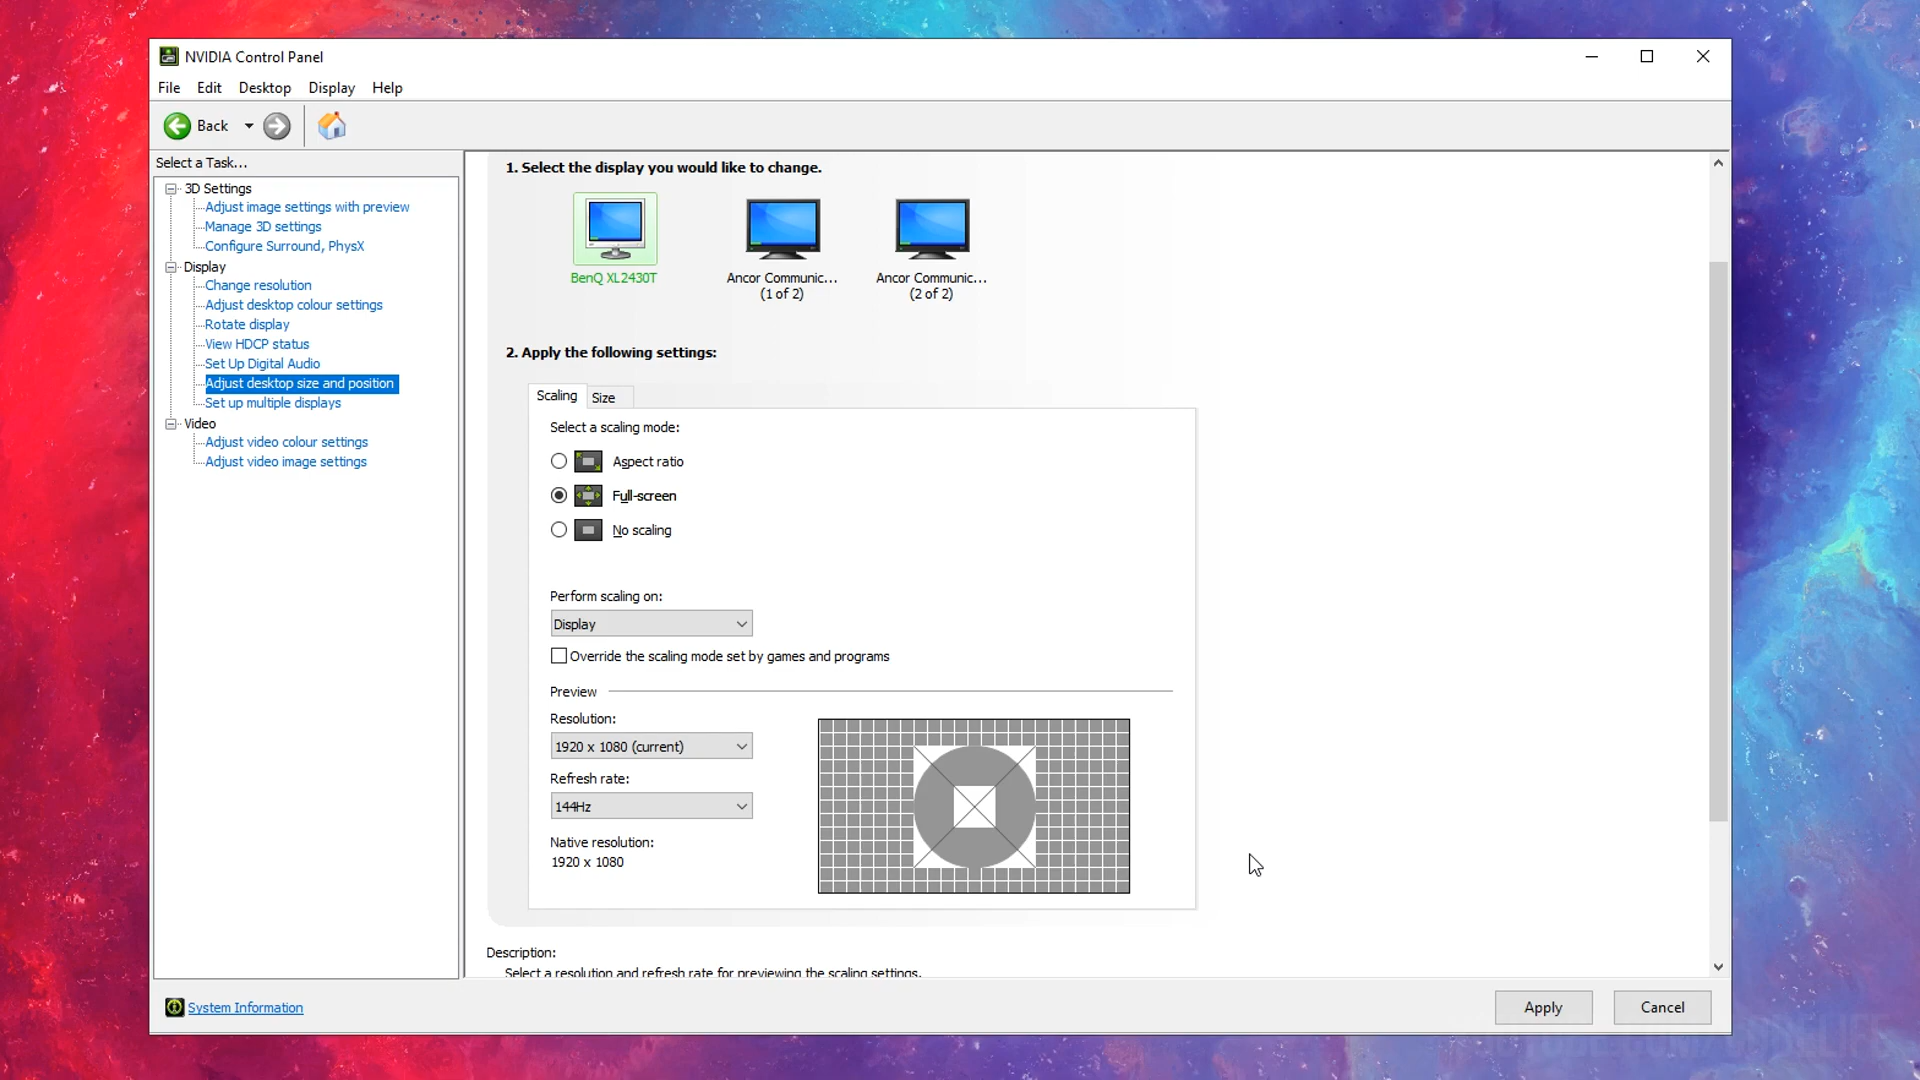 NVIDIA Control Panel
File Edit Desktop Display Help
Back
Select a Task...
3D Settings
Adjust image settings with preview
Manage 3D settings
Configure Surround, PhysX
Display
Change resolution
Adjust desktop colour settings
Rotate display
View HDCP status
Set Up Digital Audio
Adjust desktop size and position
Set up multiple displays
Video
Adjust video colour settings
Adjust video image settings
System Information
1. Select the display you would like to change.
BenQ XL2430T
Ancor Communic...
(1 of 2)
Ancor Communic...
(2 of 2)
2. Apply the following settings:
Scaling Size
Select a scaling mode:
Aspect ratio
Full-screen
No scaling
Perform scaling on:
Display
Override the scaling mode set by games and programs
Preview
Resolution:
1920 x 1080 (current)
Refresh rate:
144Hz
Native resolution:
1920 x 1080
Description:
Select a resolution and refresh rate for previewing the scaling settings.
Apply Cancel